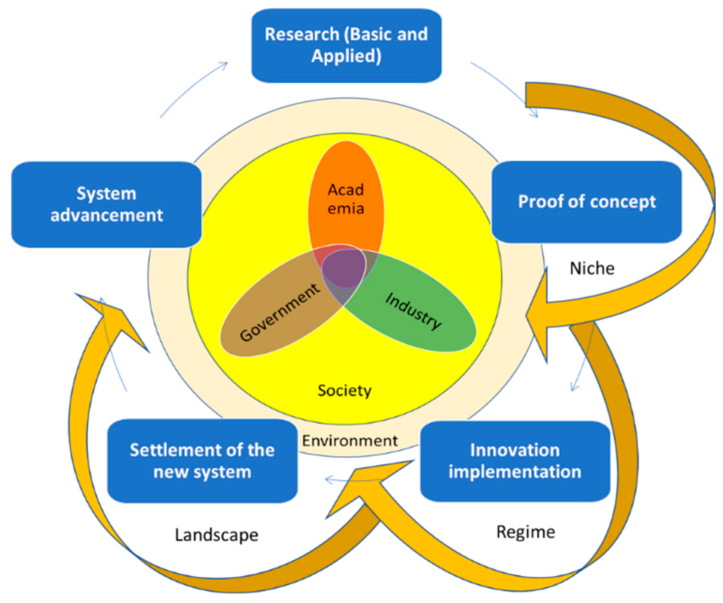 Research (Basic and
Applied)
System
advancement
Acad
emia
Proof of concept
Niche
Government
Industry
Society
Environment
Settlement of the
new system
Innovation
implementation
Landscape
Regime